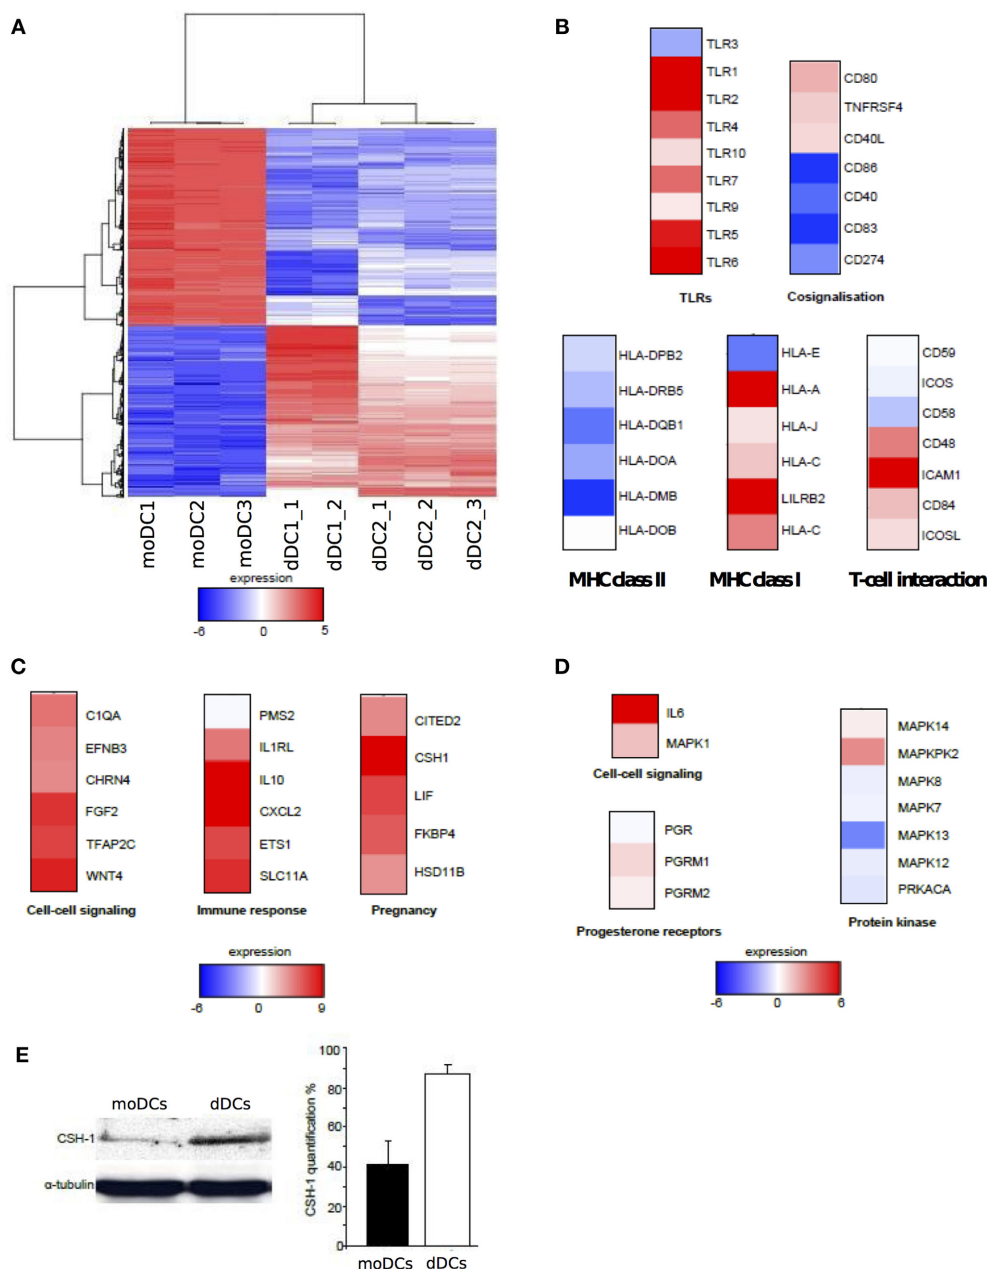 A
moDC1
moDC2
moDC3
dDC1_1
dDC1_2
dDC2_1
dDC2_2
dDC2_3
expression
-6 0 5
B
TLR3
TLR1
TLR2
TLR4
TLR10
TLR7
TLR9
TLR5
TLR6
TLRs
CD80
TNFRSF4
CD40L
CD86
CD40
CD83
CD274
Cosignalisation
HLA-DPB2
HLA-DRB5
HLA-DQB1
HLA-DOA
HLA-DMB
HLA-DOB
MHC class II
HLA-E
HLA-A
HLA-J
HLA-C
LILRB2
HLA-C
MHC class I
CD59
ICOS
CD58
CD48
ICAM1
CD84
ICOSL
T-cell interaction
C
C1QA
EFNB3
CHRN4
FGF2
TFAP2C
WNT4
Cell-cell signaling
PMS2
IL1RL
IL10
CXCL2
ETS1
SLC11A
Immune response
CITED2
CSH1
LIF
FKBP4
HSD11B
Pregnancy
expression
-6 0 9
D
IL6
MAPK1
Cell-cell signaling
PGR
PGRM1
PGRM2
Progesterone receptors
MAPK14
MAPKPK2
MAPK8
MAPK7
MAPK13
MAPK12
PRKACA
Protein kinase
expression
-6 0 6
E
moDCs dDCs
CSH-1
α-tubulin
CSH-1 quantification %
100
80
60
40
20
0
moDCs dDCs